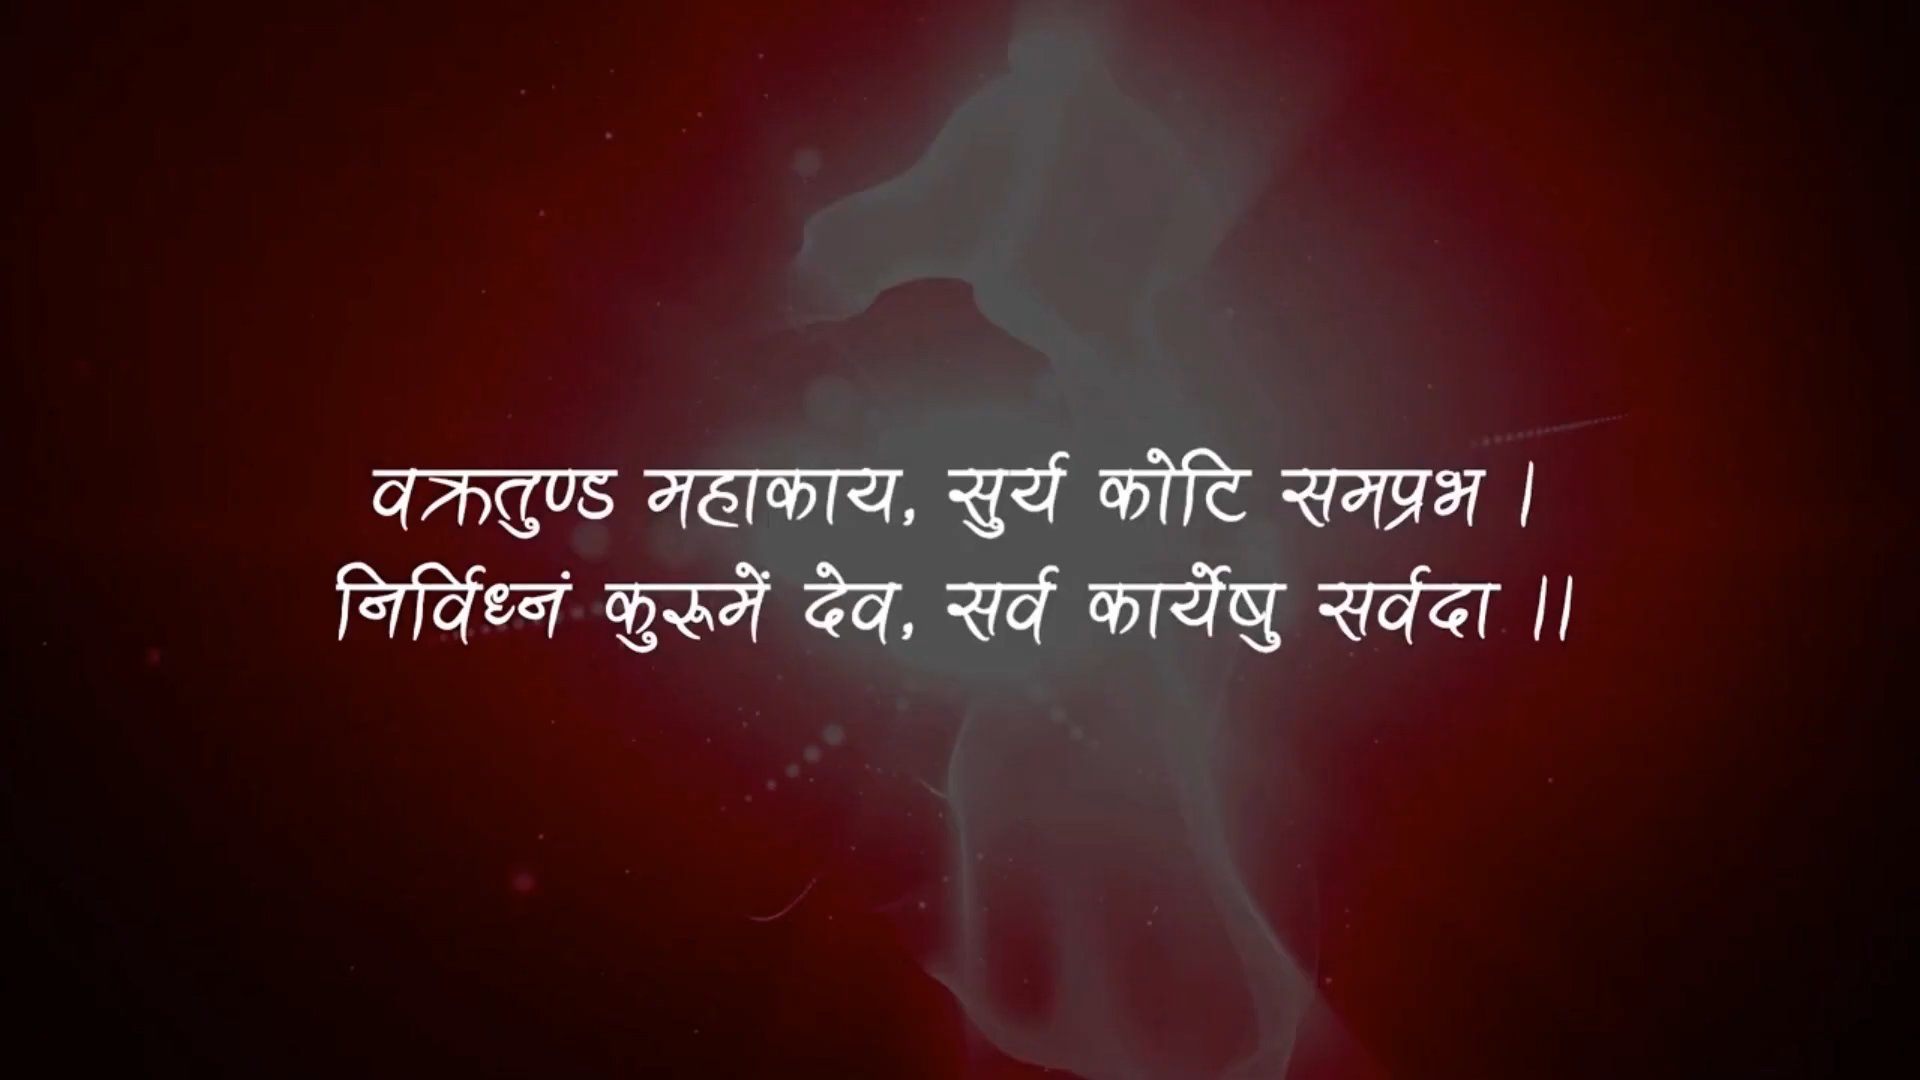 वक्रतुण्ड महाकाय, सुर्य कोटि समप्रभ ।
निर्विध्नं कुरूमें देव, सर्व कार्येषु सर्वदा ।।